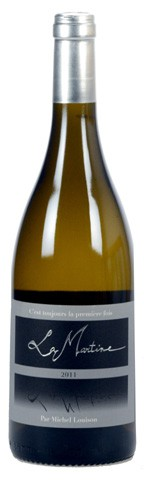 C'est toujours la première fois
La Martine
2011
Par Michel Louison